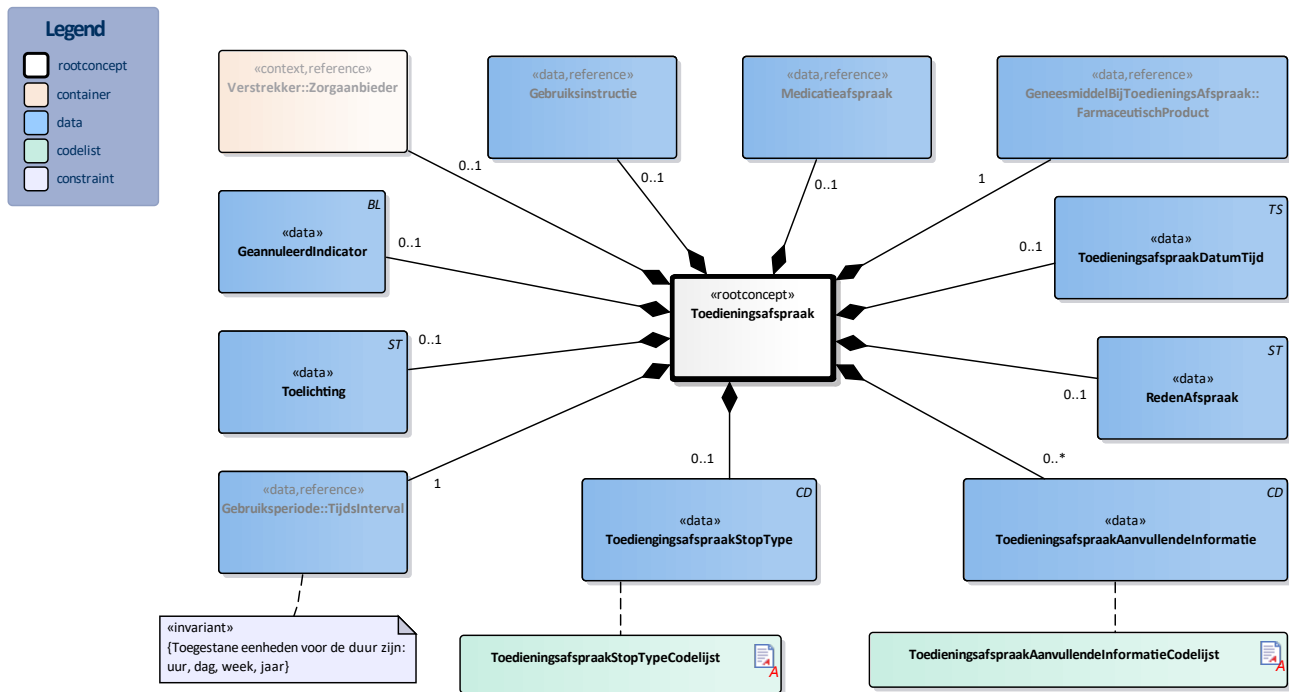 Legend
rootconcept
container
data
codelist
constraint
«context,reference»
Verstrekker::Zorgaanbieder
0..1
«data,reference»
Gebruiksinstructie
0..1
«data,reference»
Medicatieafspraak
0..1
«data,reference»
GeneesmiddelBijToedieningsAfspraak::
FarmaceutischProduct
1
BL
«data»
GeannuleerdIndicator
0..1
TS
«data»
ToedieningsafspraakDatumTijd
0..1
«rootconcept»
Toedieningsafspraak
ST
«data»
Toelichting
0..1
ST
«data»
RedenAfspraak
0..1
«data,reference»
Gebruiksperiode::TijdsInterval
1
CD
«data»
ToediengingsafspraakStopType
0..1
CD
«data»
ToedieningsafspraakAanvullendeInformatie
0..*
«invariant»
{Toegestane eenheden voor de duur zijn:
uur, dag, week, jaar}
ToedieningsafspraakStopTypeCodelijst
A
ToedieningsafspraakAanvullendeInformatieCodelijst
A